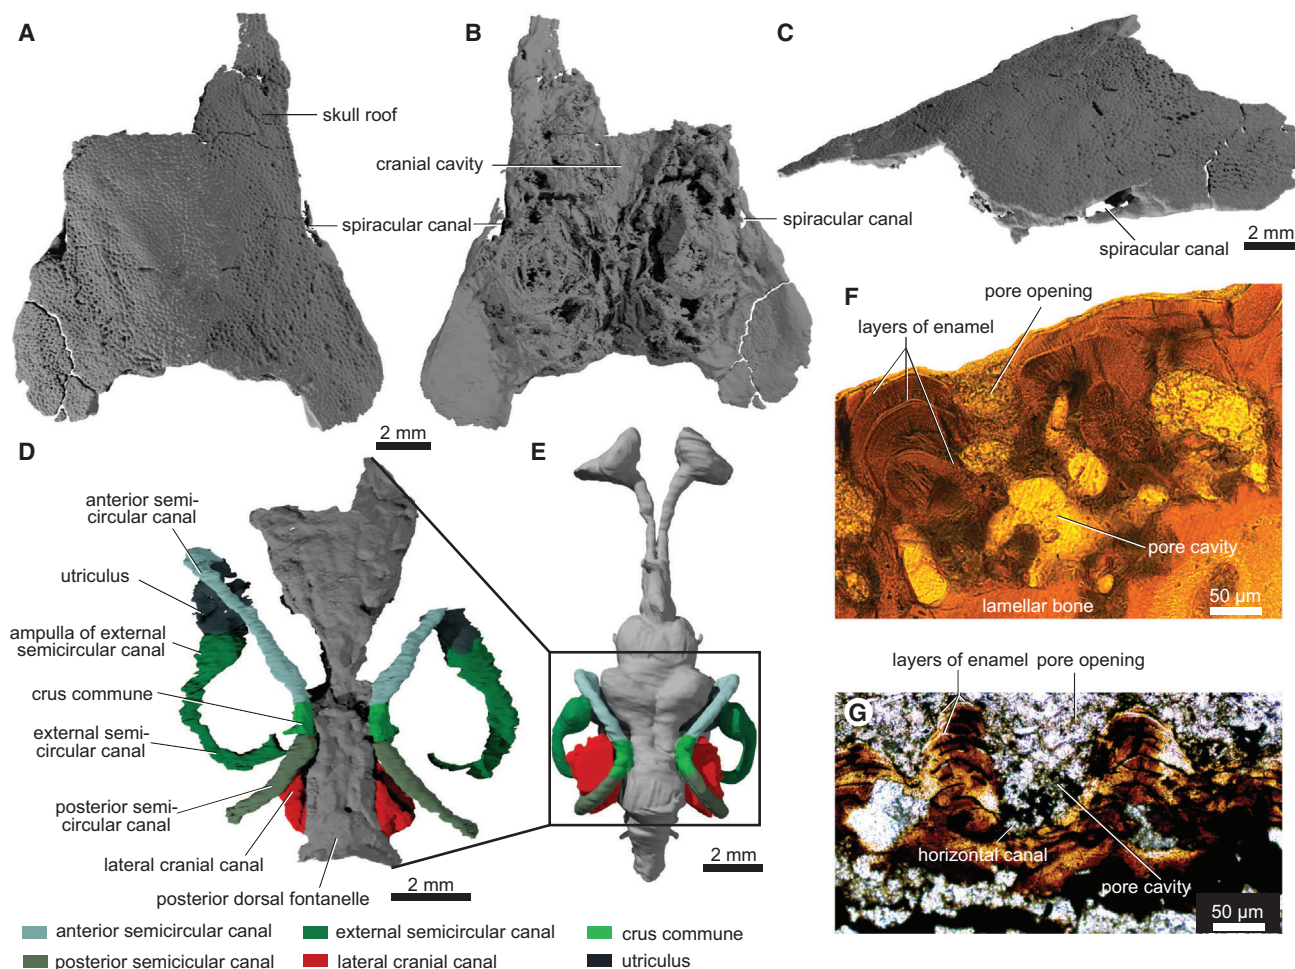 A
skull roof
spiracular canal
2 mm
B
cranial cavity
spiracular canal
C
spiracular canal
2 mm
D
anterior semi-
circular canal
utriculus
ampulla of external
semicircular canal
crus commune
external semi-
circular canal
posterior semi-
circular canal
lateral cranial canal
posterior dorsal fontanelle
2 mm
E
2 mm
F
pore opening
layers of enamel
pore cavity
lamellar bone
50 µm
layers of enamel pore opening
G
horizontal canal
pore cavity
50 µm
anterior semicircular canal
external semicircular canal
crus commune
posterior semicicular canal
lateral cranial canal
utriculus